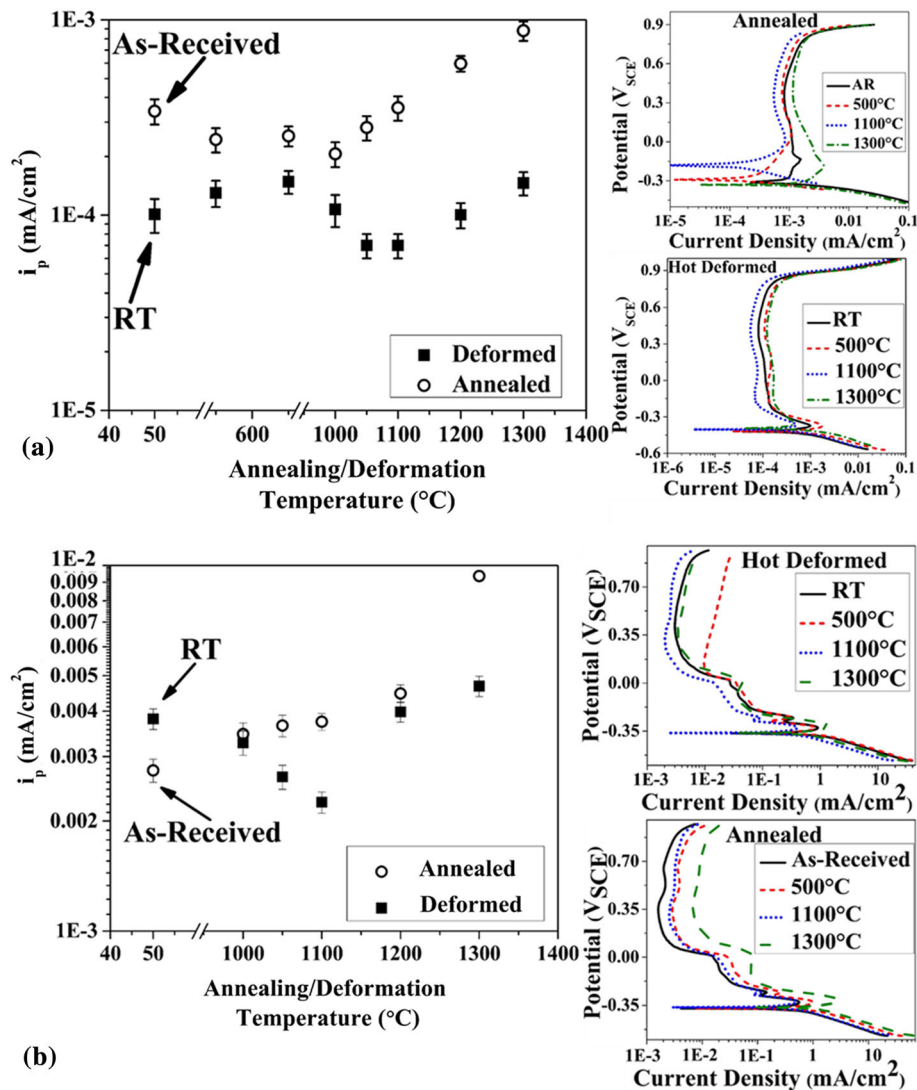 1E-3
As-Received
i_p (mA/cm²)
1E-4
RT
Deformed
Annealed
1E-5
40 50 600 1000 1100 1200 1300 1400
(a)
Annealing/Deformation
Temperature (°C)
Annealed
0.9
0.6
0.3
0.0
-0.3
Potential (V_SCE)
AR
500°C
1100°C
1300°C
1E-5 1E-4 1E-3 0.01 0.1
Current Density (mA/cm²)
Hot Deformed
0.9
0.6
0.3
0.0
-0.3
-0.6
Potential (V_SCE)
RT
500°C
1100°C
1300°C
1E-6 1E-5 1E-4 1E-3 0.01 0.1
Current Density (mA/cm²)
1E-2
0.009
0.005
0.004
0.003
0.002
1E-3
i_p (mA/cm²)
RT
As-Received
Annealed
Deformed
40 50 1000 1100 1200 1300 1400
Annealing/Deformation
Temperature (°C)
(b)
Hot Deformed
0.70
0.35
0.00
-0.35
Potential (V_SCE)
RT
500°C
1100°C
1300°C
1E-3 1E-2 1E-1 1 10
Current Density (mA/cm²)
Annealed
0.70
0.35
0.00
-0.35
Potential (V_SCE)
As-Received
500°C
1100°C
1300°C
1E-3 1E-2 1E-1 1 10
Current Density (mA/cm²)